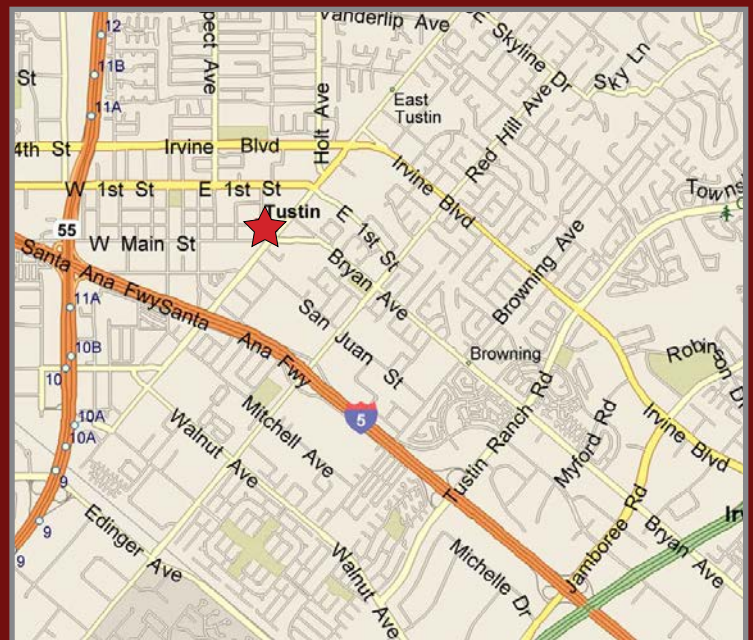 12
Vanderlip Ave
E Skyline Dr
Sky Ln
11B
St
pect Ave
East
Tustin
11A
Holt Ave
Red Hill Ave
4th St
Irvine Blvd
Irvine Blvd
W 1st St
E 1st St
Towns
Tustin
E 1st St
55
W Main St
Browning Ave
Santa Ana Fwy
Bryan Ave
11A
Santa Ana Fwy
San Juan St
10B
Browning
Robinson Dr
10
Tustin Ranch Rd
Mitchell Ave
5
10A
Walnut Ave
Myford Rd
Irvine Blvd
10A
9
Jamboree Rd
Irv
Edinger Ave
Bryan Ave
9
Walnut Ave
Michelle Dr
9